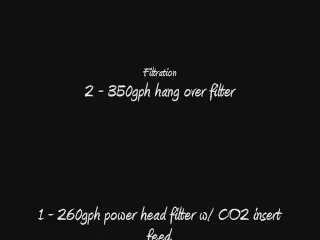 Filtration
2 - 350gph hang over filter
1 - 260gph power head filter w/ CO2 insert
feed